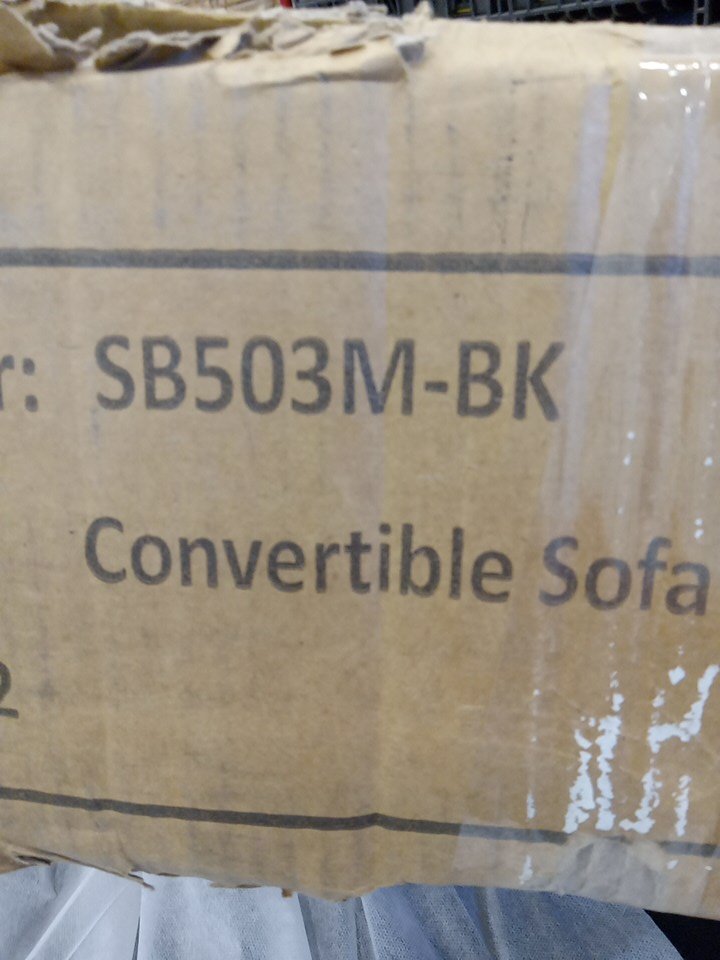 r: SB503M-BK
Convertible Sofa
2